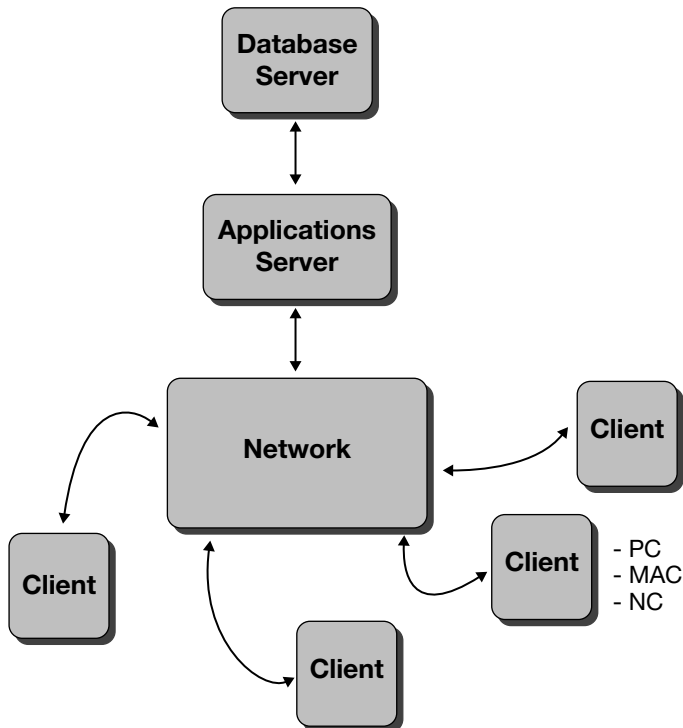 Database
Server
Applications
Server
Network
Client
Client
- PC
- MAC
- NC
Client
Client